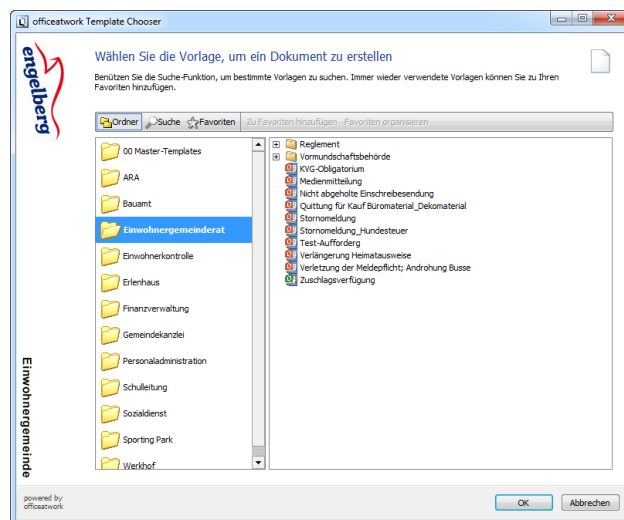 officeatwork Template Chooser
engelberg
Wählen Sie die Vorlage, um ein Dokument zu erstellen
Benützen Sie die Suche-Funktion, um bestimmte Vorlagen zu suchen. Immer wieder verwendete Vorlagen können Sie zu Ihren
Favoriten hinzufügen.
Ordner Suche Favoriten Zu Favoriten hinzufügen Favoriten organisieren
00 Master-Templates
ARA
Bauamt
Einwohnergemeinderat
Einwohnerkontrolle
Erlenhaus
Finanzverwaltung
Gemeindekanzlei
Personaladministration
Schulleitung
Sozialdienst
Sporting Park
Werkhof
Reglement
Vormundschaftsbehörde
KVG-Obligatorium
Medienmitteilung
Nicht abgeholte Einschreibesendung
Quittung für Kauf Büromaterial_Dekomaterial
Stornomeldung
Stornomeldung_Hundesteuer
Test-Aufforderg
Verlängerung Heimatausweise
Verletzung der Meldepflicht; Androhung Busse
Zuschlagsverfügung
Einwohnergemeinde
powered by
officeatwork
OK Abbrechen